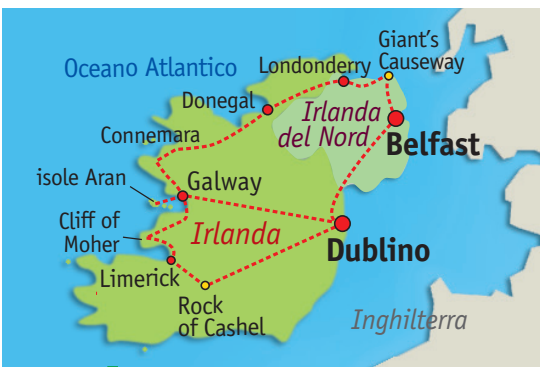 Giant's
Causeway
Oceano Atlantico
Londonderry
Donegal
Irlanda
del Nord
Belfast
Connemara
isole Aran
Galway
Cliff of
Moher
Irlanda
Dublino
Limerick
Rock
of Cashel
Inghilterra